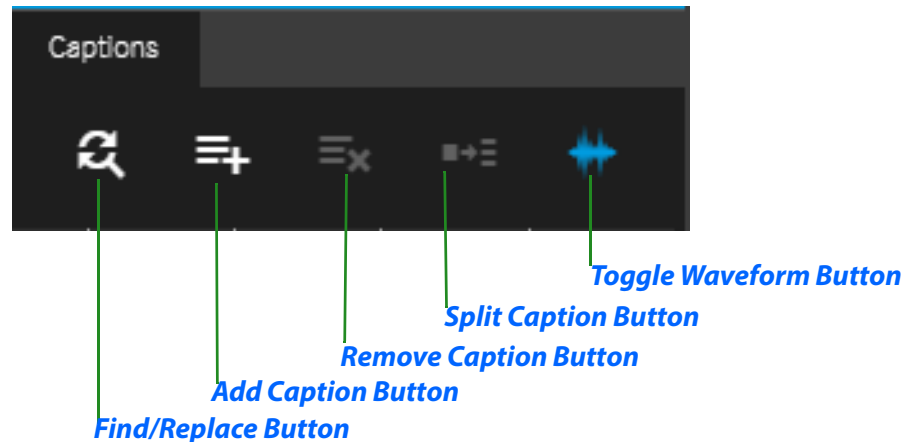 Captions
Toggle Waveform Button
Split Caption Button
Remove Caption Button
Add Caption Button
Find/Replace Button